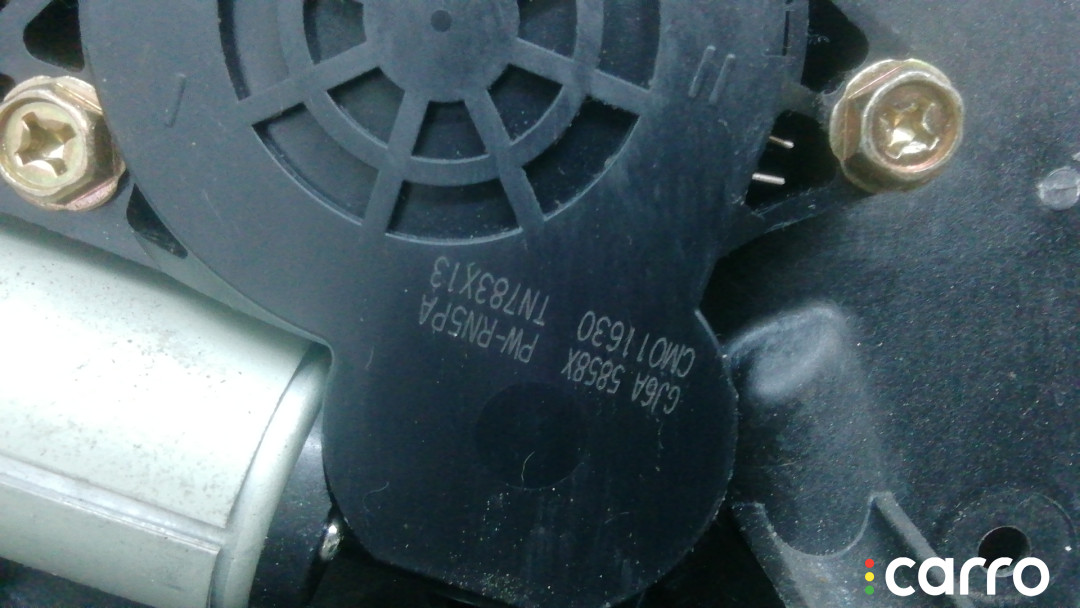 GJ6A 5858X PW-RN5PA
CM011630 TN783X13
carro